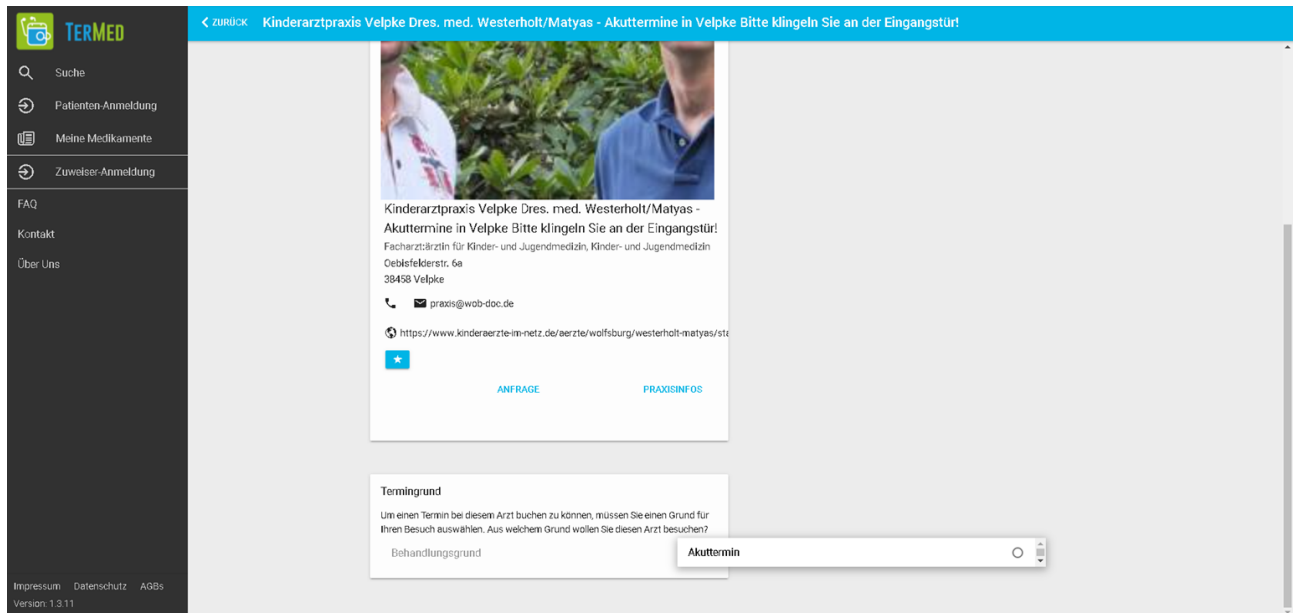 TERMED
ZURÜCK Kinderarztpraxis Velpke Dres. med. Westerholt/Matyas - Akuttermine in Velpke Bitte klingeln Sie an der Eingangstür!
Suche
Patienten-Anmeldung
Meine Medikamente
Zuweiser-Anmeldung
FAQ
Kontakt
Über Uns
Impressum Datenschutz AGBs
Version: 1.3.11
Kinderarztpraxis Velpke Dres. med. Westerholt/Matyas -
Akuttermine in Velpke Bitte klingeln Sie an der Eingangstür!
Facharzt:ärztin für Kinder- und Jugendmedizin, Kinder- und Jugendmedizin
Oebisfelderstr. 6a
38458 Velpke
praxis@wob-doc.de
https://www.kinderaerzte-im-netz.de/aerzte/wolfsburg/westerholt-matyas/sta
ANFRAGE PRAXISINFOS
Termingrund
Um einen Termin bei diesem Arzt buchen zu können, müssen Sie einen Grund für
Ihren Besuch auswählen. Aus welchem Grund wollen Sie diesen Arzt besuchen?
Behandlungsgrund
Akuttermin